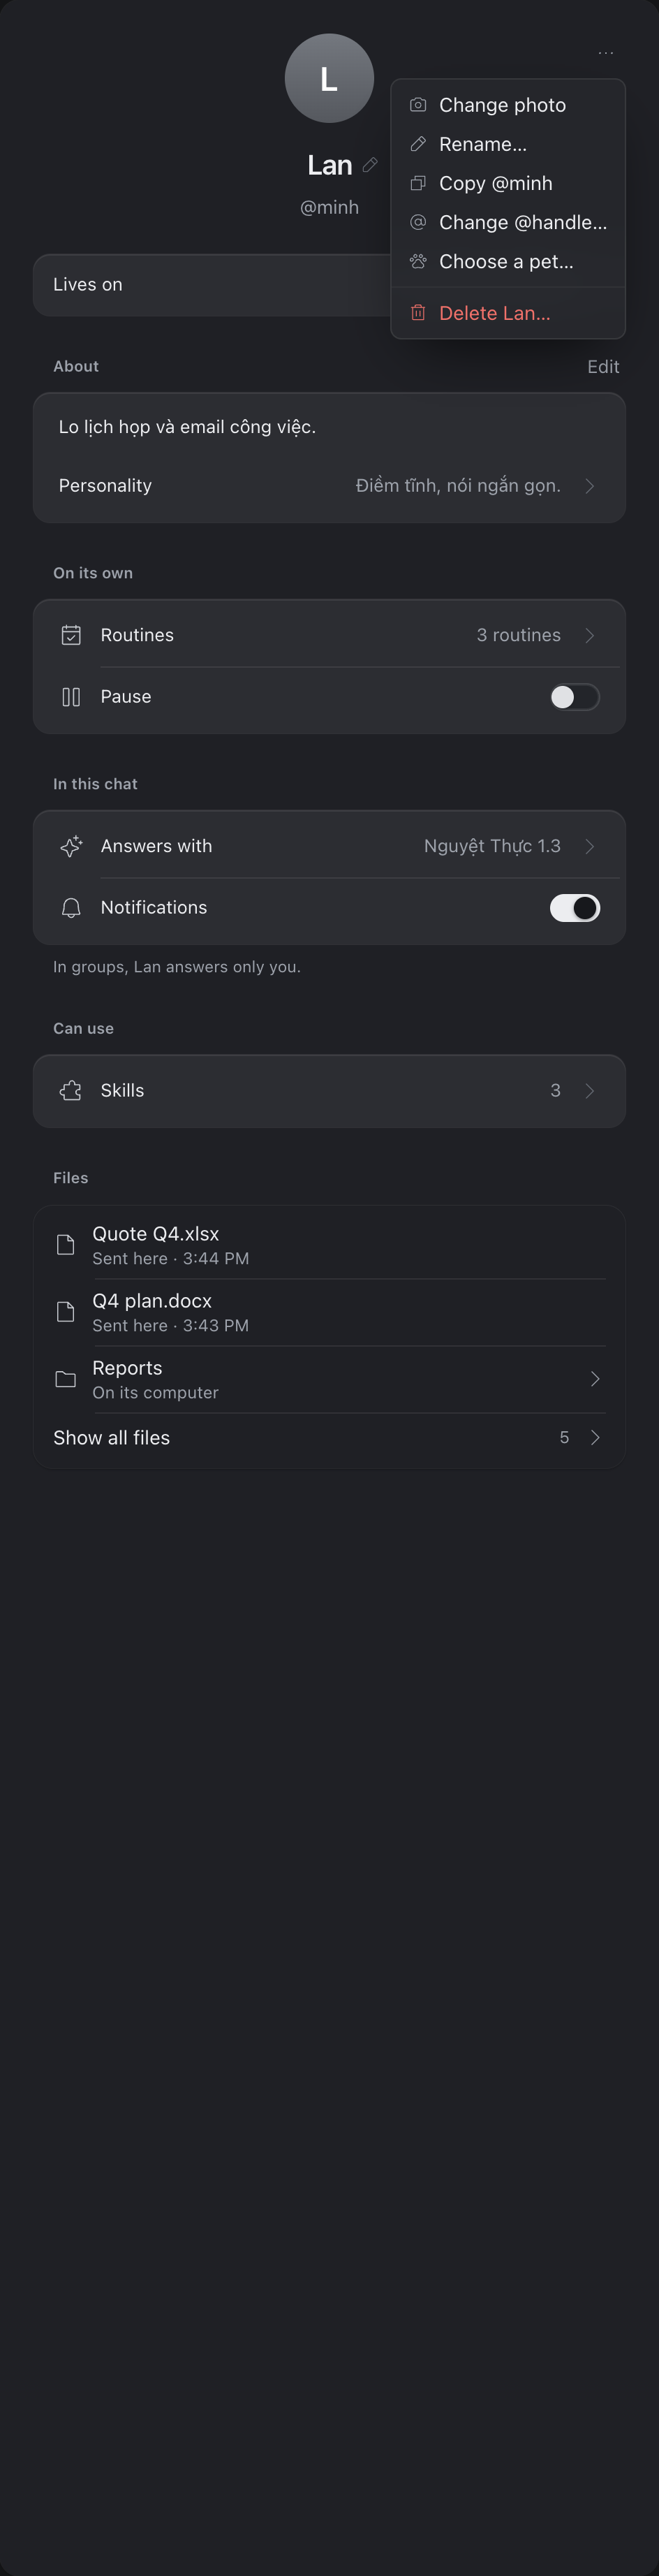 ...
L
Lan
@minh
Change photo
Rename...
Copy @minh
Change @handle...
Choose a pet...
Delete Lan...
Lives on
About
Edit
Lo lịch họp và email công việc.
Personality
Điềm tĩnh, nói ngắn gọn.
On its own
Routines
3 routines
Pause
In this chat
Answers with
Nguyệt Thực 1.3
Notifications
In groups, Lan answers only you.
Can use
Skills
3
Files
Quote Q4.xlsx
Sent here · 3:44 PM
Q4 plan.docx
Sent here · 3:43 PM
Reports
On its computer
Show all files
5